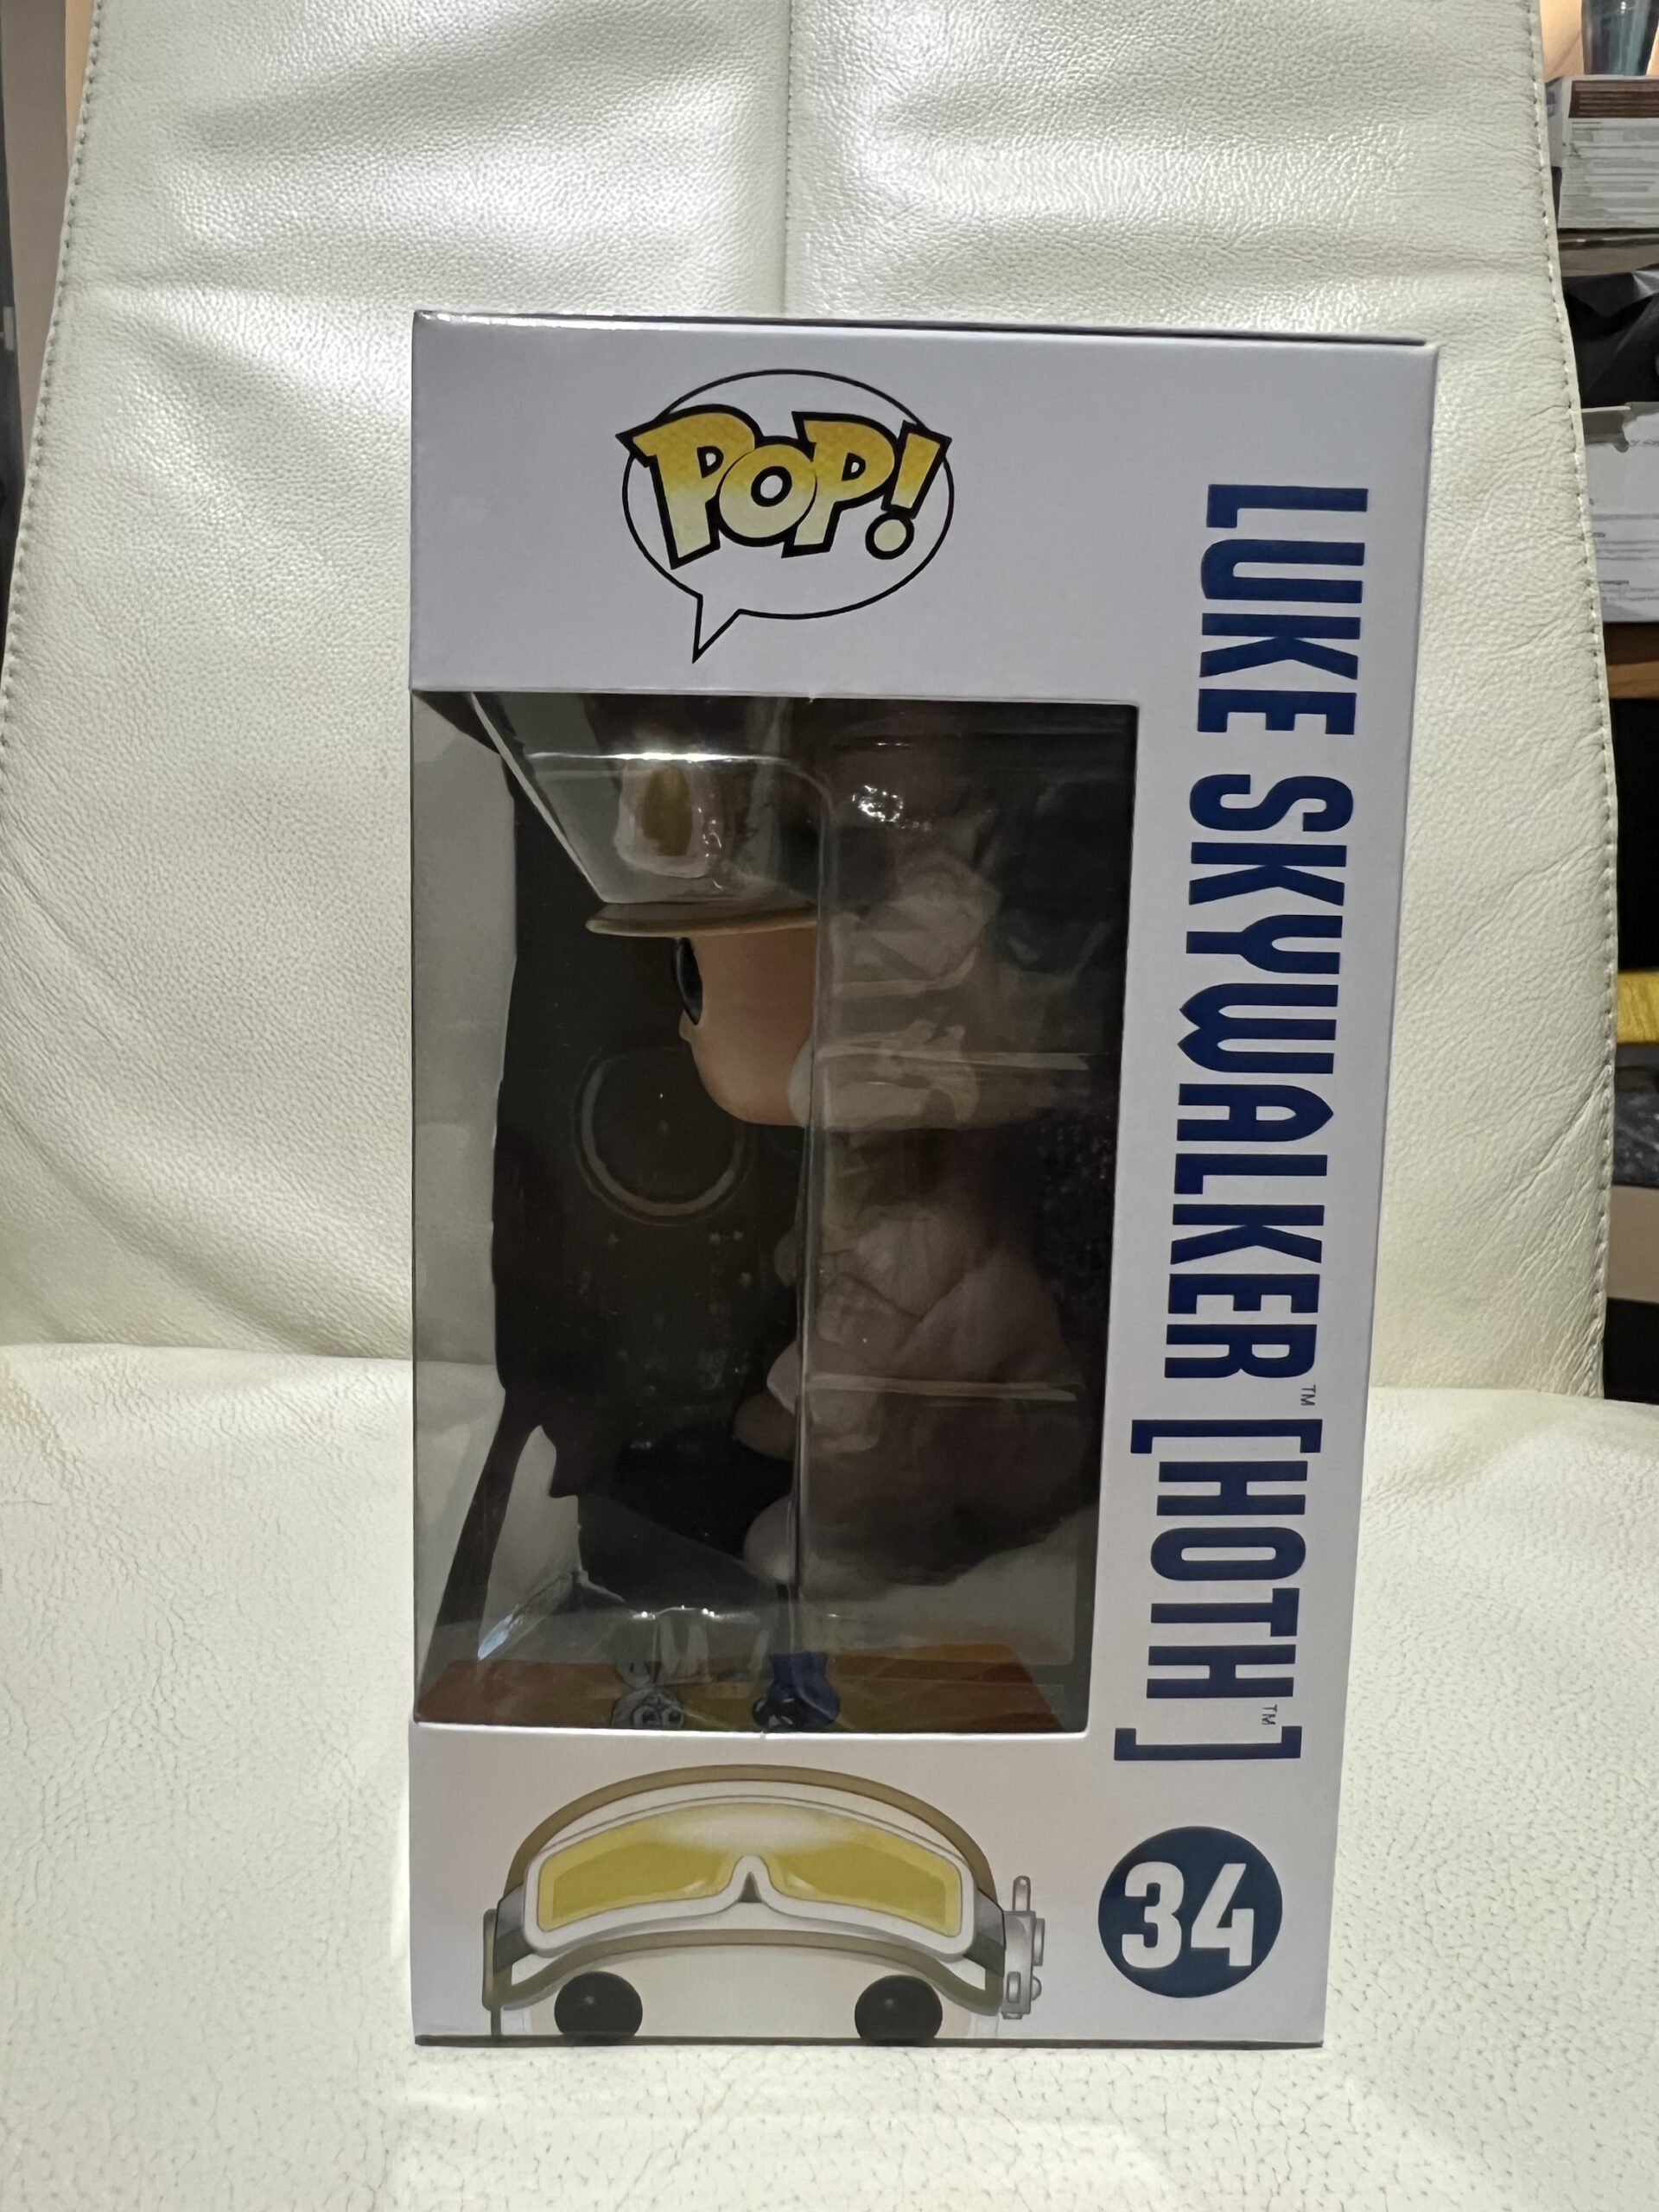 POP!
LUKE SKYWALKER™ [HOTH™]
34